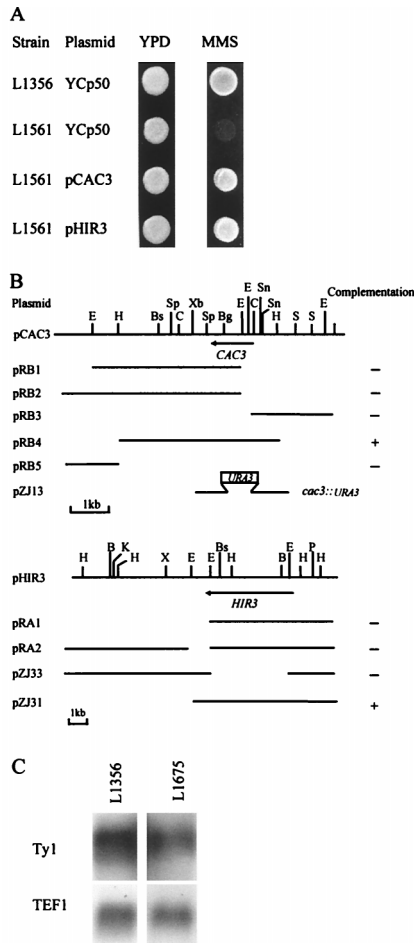 A
Strain Plasmid YPD MMS
L1356 YCp50
L1561 YCp50
L1561 pCAC3
L1561 pHIR3
B
E Sn
Plasmid Sp Xb E C Sn E Complementation
E H Bs C Sp Bg H S S
pCAC3
CAC3
pRB1 –
pRB2 –
pRB3 –
pRB4 +
pRB5 –
URA3
pZJ13 cac3::URA3
1kb
B K Bs E P
H H X E E H B H H
pHIR3
HIR3
pRA1 –
pRA2 –
pZJ33 –
pZJ31 +
1kb
C
L1356 L1675
Ty1
TEF1